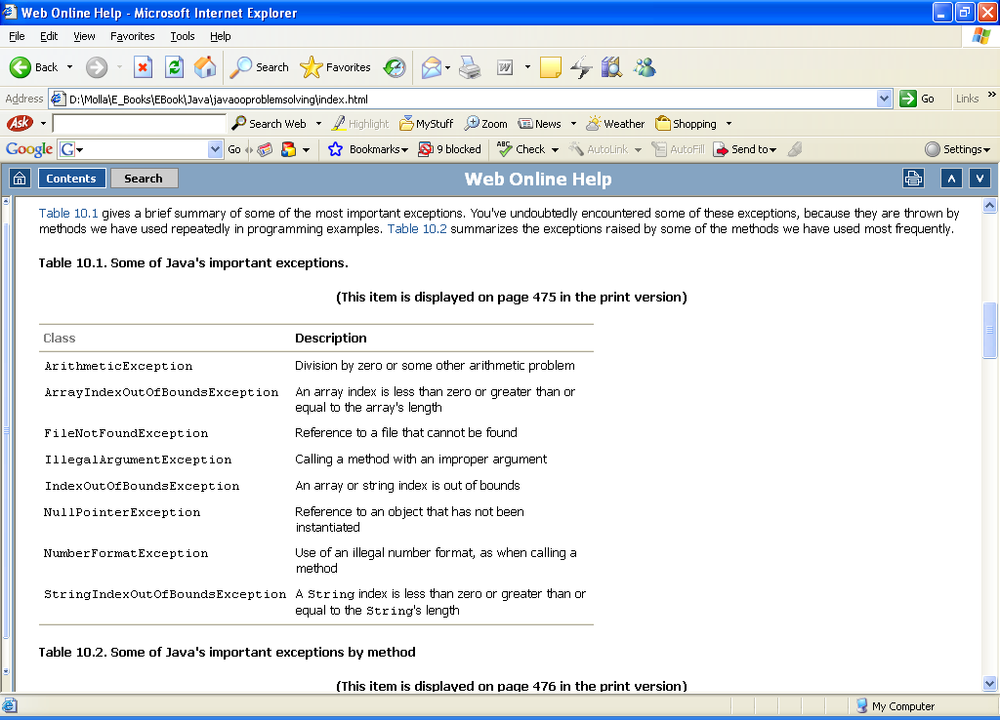 Web Online Help - Microsoft Internet Explorer
File Edit View Favorites Tools Help
Back Search Favorites
Address D:\Molla\E_Books\EBook\Java\javaooproblemsolving\index.html Go Links »
Ask Search Web Highlight MyStuff Zoom News Weather Shopping
Google G Go Bookmarks 9 blocked ABC Check AutoLink AutoFill Send to Settings
Contents Search Web Online Help
Table 10.1 gives a brief summary of some of the most important exceptions. You've undoubtedly encountered some of these exceptions, because they are thrown by
methods we have used repeatedly in programming examples. Table 10.2 summarizes the exceptions raised by some of the methods we have used most frequently.
Table 10.1. Some of Java's important exceptions.
(This item is displayed on page 475 in the print version)
Class Description
ArithmeticException Division by zero or some other arithmetic problem
ArrayIndexOutOfBoundsException An array index is less than zero or greater than or
equal to the array's length
FileNotFoundException Reference to a file that cannot be found
IllegalArgumentException Calling a method with an improper argument
IndexOutOfBoundsException An array or string index is out of bounds
NullPointerException Reference to an object that has not been
instantiated
NumberFormatException Use of an illegal number format, as when calling a
method
StringIndexOutOfBoundsException A String index is less than zero or greater than or
equal to the String's length
Table 10.2. Some of Java's important exceptions by method
(This item is displayed on page 476 in the print version)
My Computer